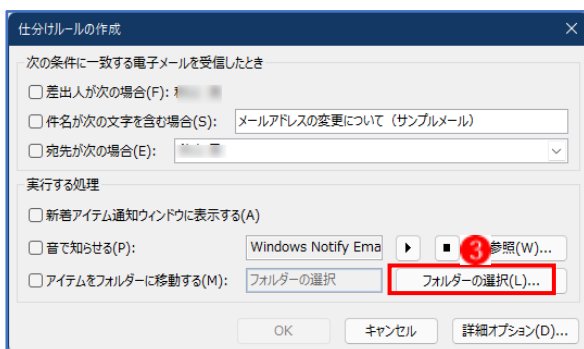 仕分けルールの作成
次の条件に一致する電子メールを受信したとき
差出人が次の場合(F):
件名が次の文字を含む場合(S): メールアドレスの変更について（サンプルメール）
宛先が次の場合(E):
実行する処理
新着アイテム通知ウィンドウに表示する(A)
音で知らせる(P): Windows Notify Ema 3 参照(W)...
アイテムをフォルダーに移動する(M): フォルダーの選択 フォルダーの選択(L)...
OK キャンセル 詳細オプション(D)...